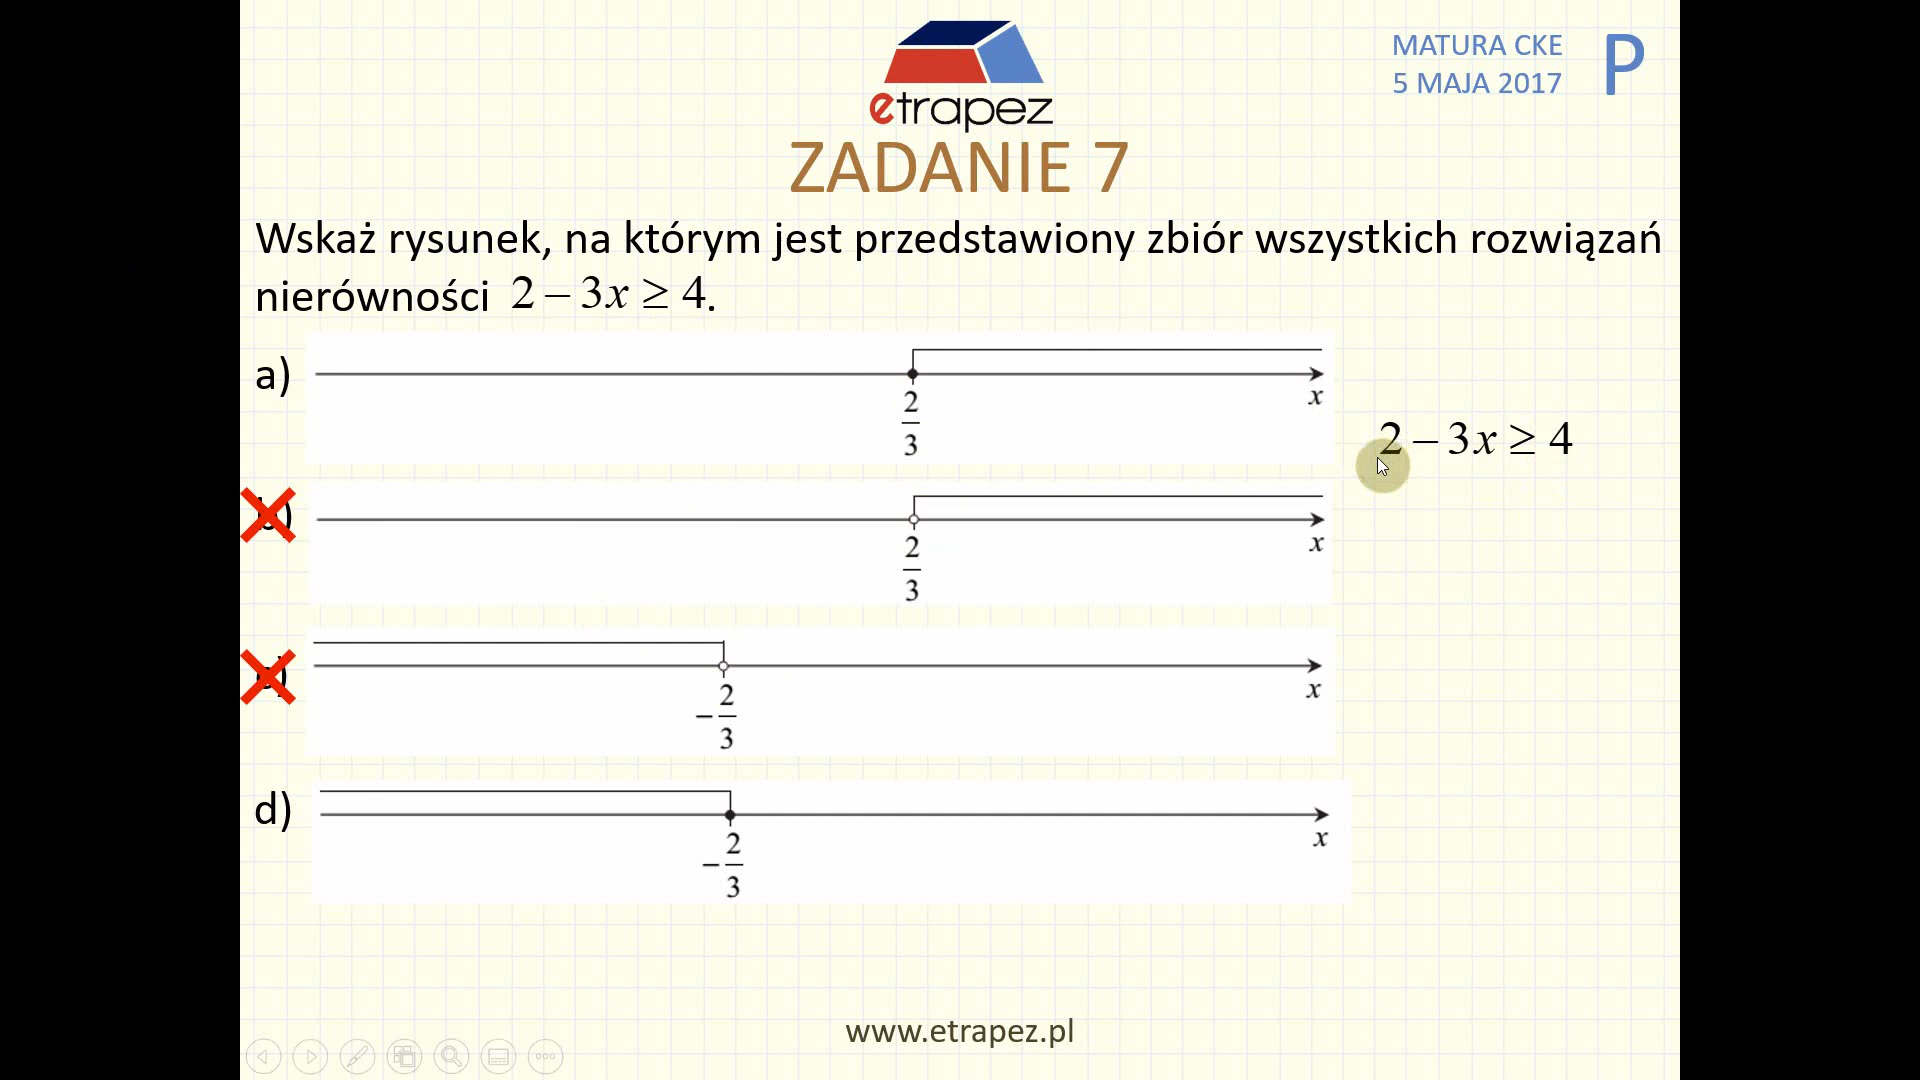 etrapez
MATURA CKE
5 MAJA 2017
P
ZADANIE 7
Wskaż rysunek, na którym jest przedstawiony zbiór wszystkich rozwiązań
nierówności 2 − 3x ≥ 4.
a)
2
3
x
2 − 3x ≥ 4
b)
2
3
x
c)
−2
3
x
d)
−2
3
x
www.etrapez.pl